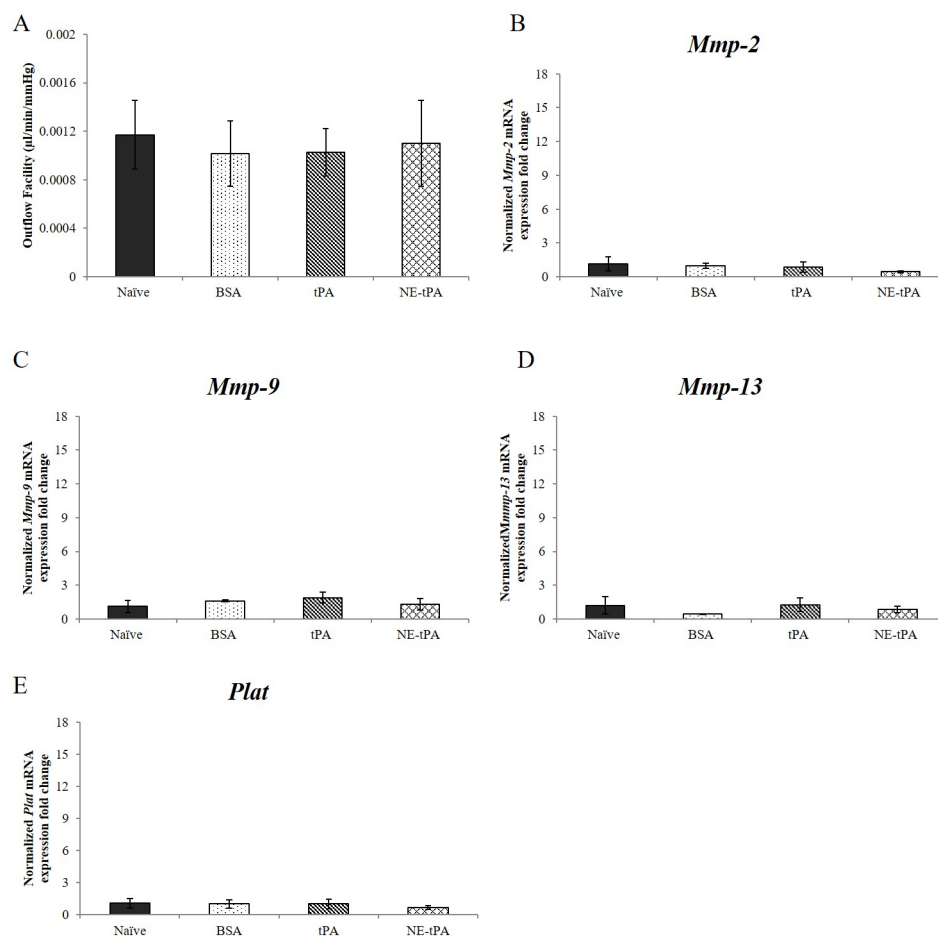 A
0.002
0.0016
0.0012
0.0008
0.0004
0
Outflow Facility (µl/min/mmHg)
Naïve BSA tPA NE-tPA
B
Mmp-2
18
15
12
9
6
3
0
Normalized Mmp-2 mRNA
expression fold change
Naïve BSA tPA NE-tPA
C
Mmp-9
18
15
12
9
6
3
0
Normalized Mmp-9 mRNA
expression fold change
Naïve BSA tPA NE-tPA
D
Mmp-13
18
15
12
9
6
3
0
NormalizedMmmp-13 mRNA
expression fold change
Naïve BSA tPA NE-tPA
E
Plat
18
15
12
9
6
3
0
Normalized Plat mRNA
expression fold change
Naïve BSA tPA NE-tPA